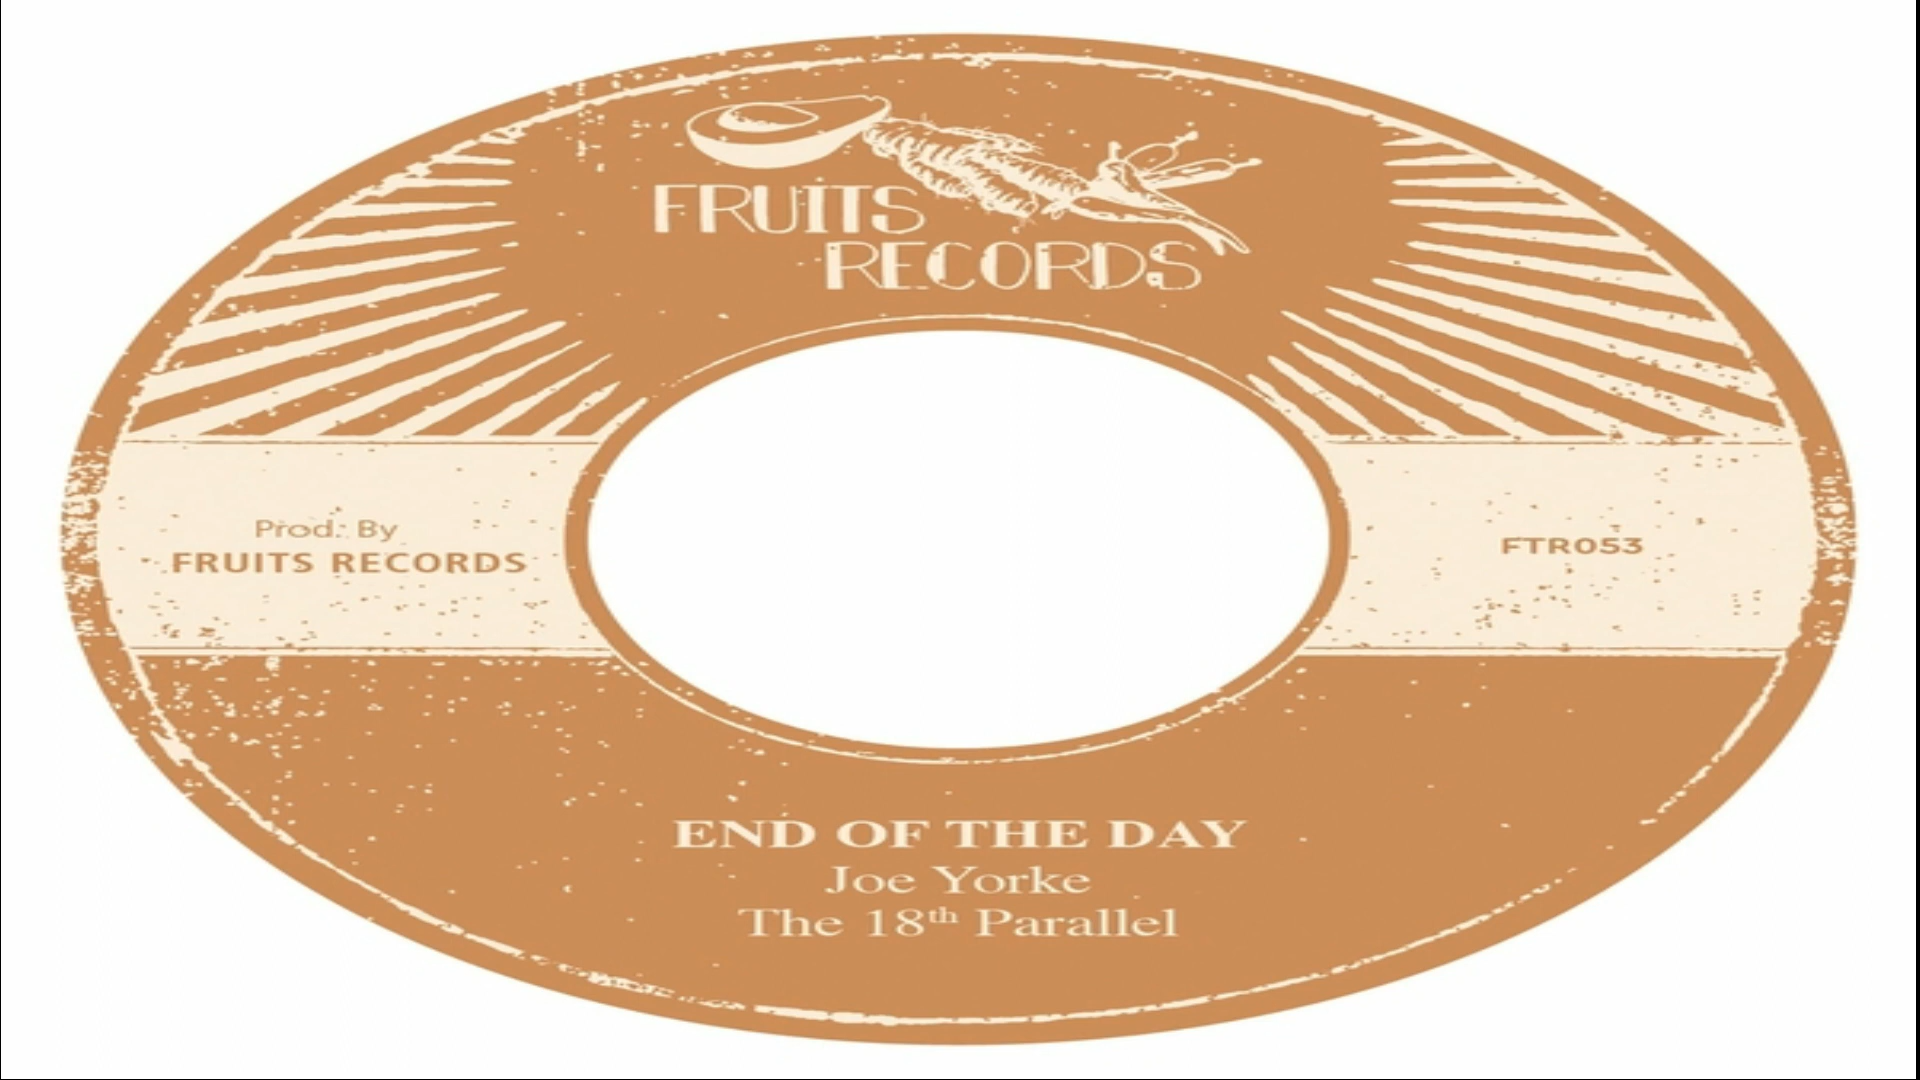 FRUITS
RECORDS
Prod. By
FRUITS RECORDS
FTR053
END OF THE DAY
Joe Yorke
The 18th Parallel